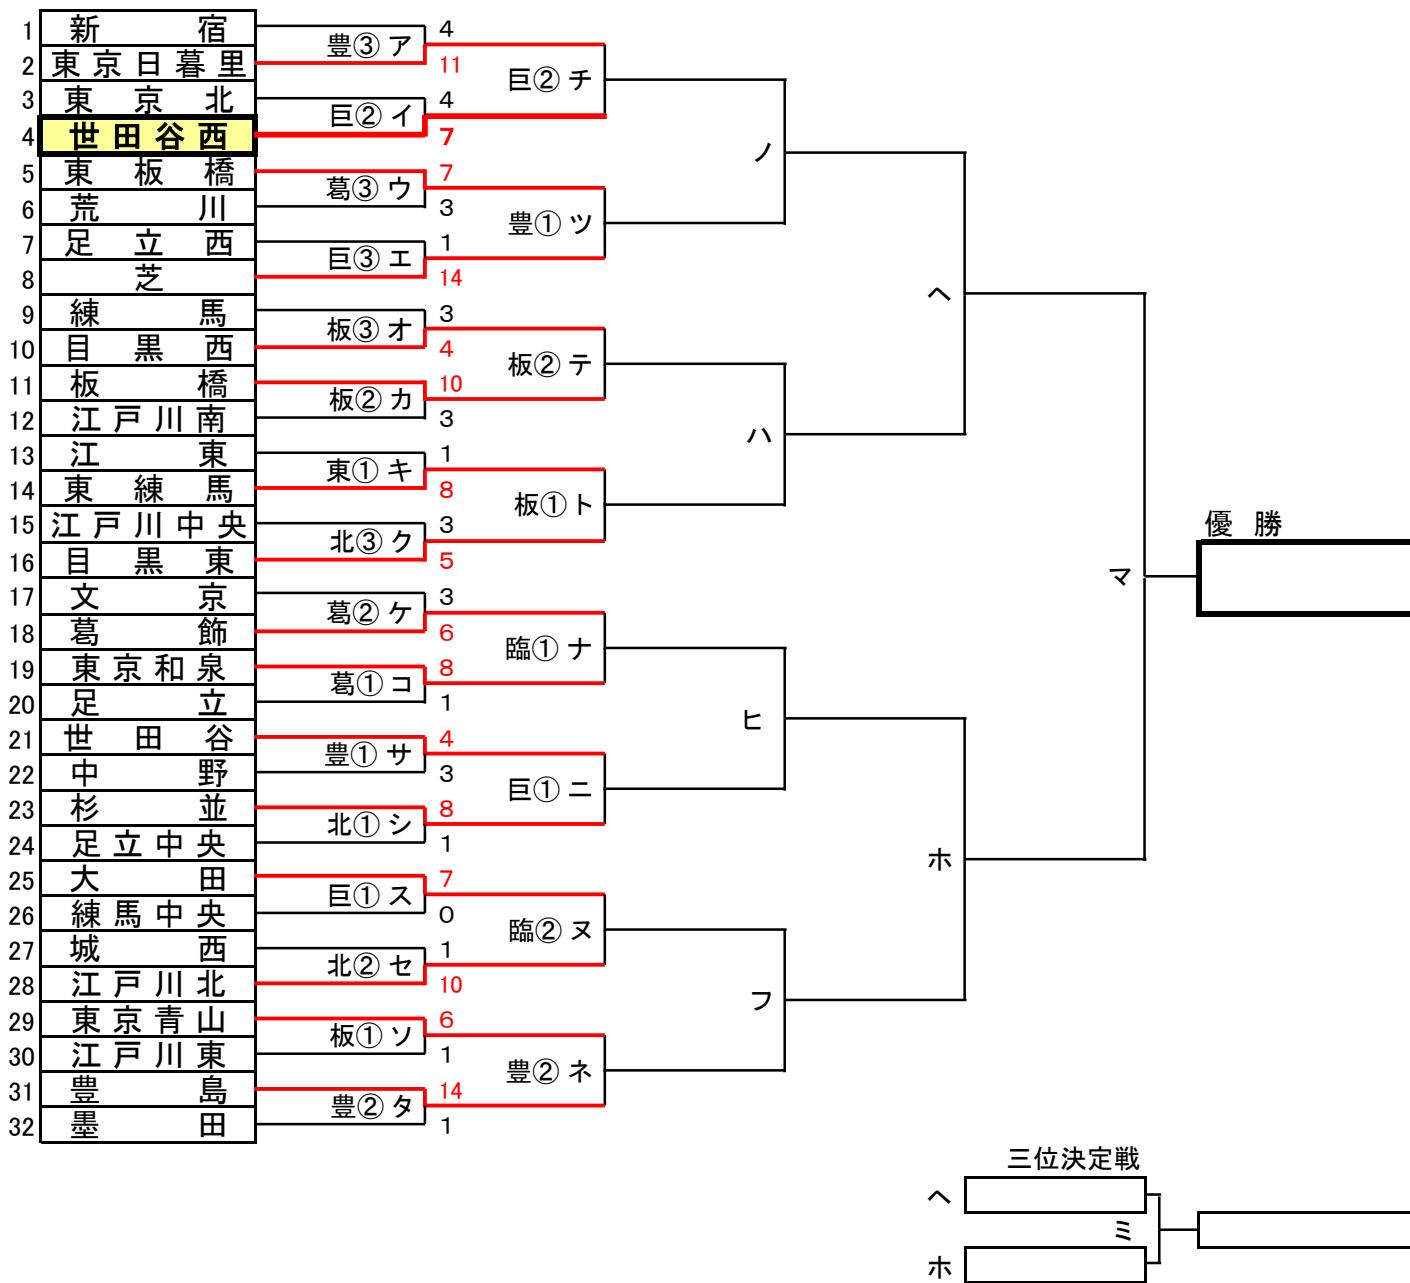 1 新宿
2 東京日暮里
豊③ ア
4
11
3 東京北
4 世田谷西
巨② イ
4
7
巨② チ
5 東板橋
6 荒川
葛③ ウ
7
3
7 足立西
8 芝
巨③ エ
1
14
豊① ツ
ノ
9 練馬
10 目黒西
板③ オ
3
4
11 板橋
12 江戸川南
板② カ
10
3
板② テ
13 江東
14 東練馬
東① キ
1
8
15 江戸川中央
16 目黒東
北③ ク
3
5
板① ト
ハ
ヘ
17 文京
18 葛飾
葛② ケ
3
6
19 東京和泉
20 足立
葛① コ
8
1
臨① ナ
21 世田谷
22 中野
豊① サ
4
3
23 杉並
24 足立中央
北① シ
8
1
巨① ニ
ヒ
25 大田
26 練馬中央
巨① ス
7
0
27 城西
28 江戸川北
北② セ
1
10
臨② ヌ
29 東京青山
30 江戸川東
板① ソ
6
1
31 豊島
32 墨田
豊② タ
14
1
豊② ネ
フ
ホ
マ
優勝
三位決定戦
ヘ
ミ
ホ